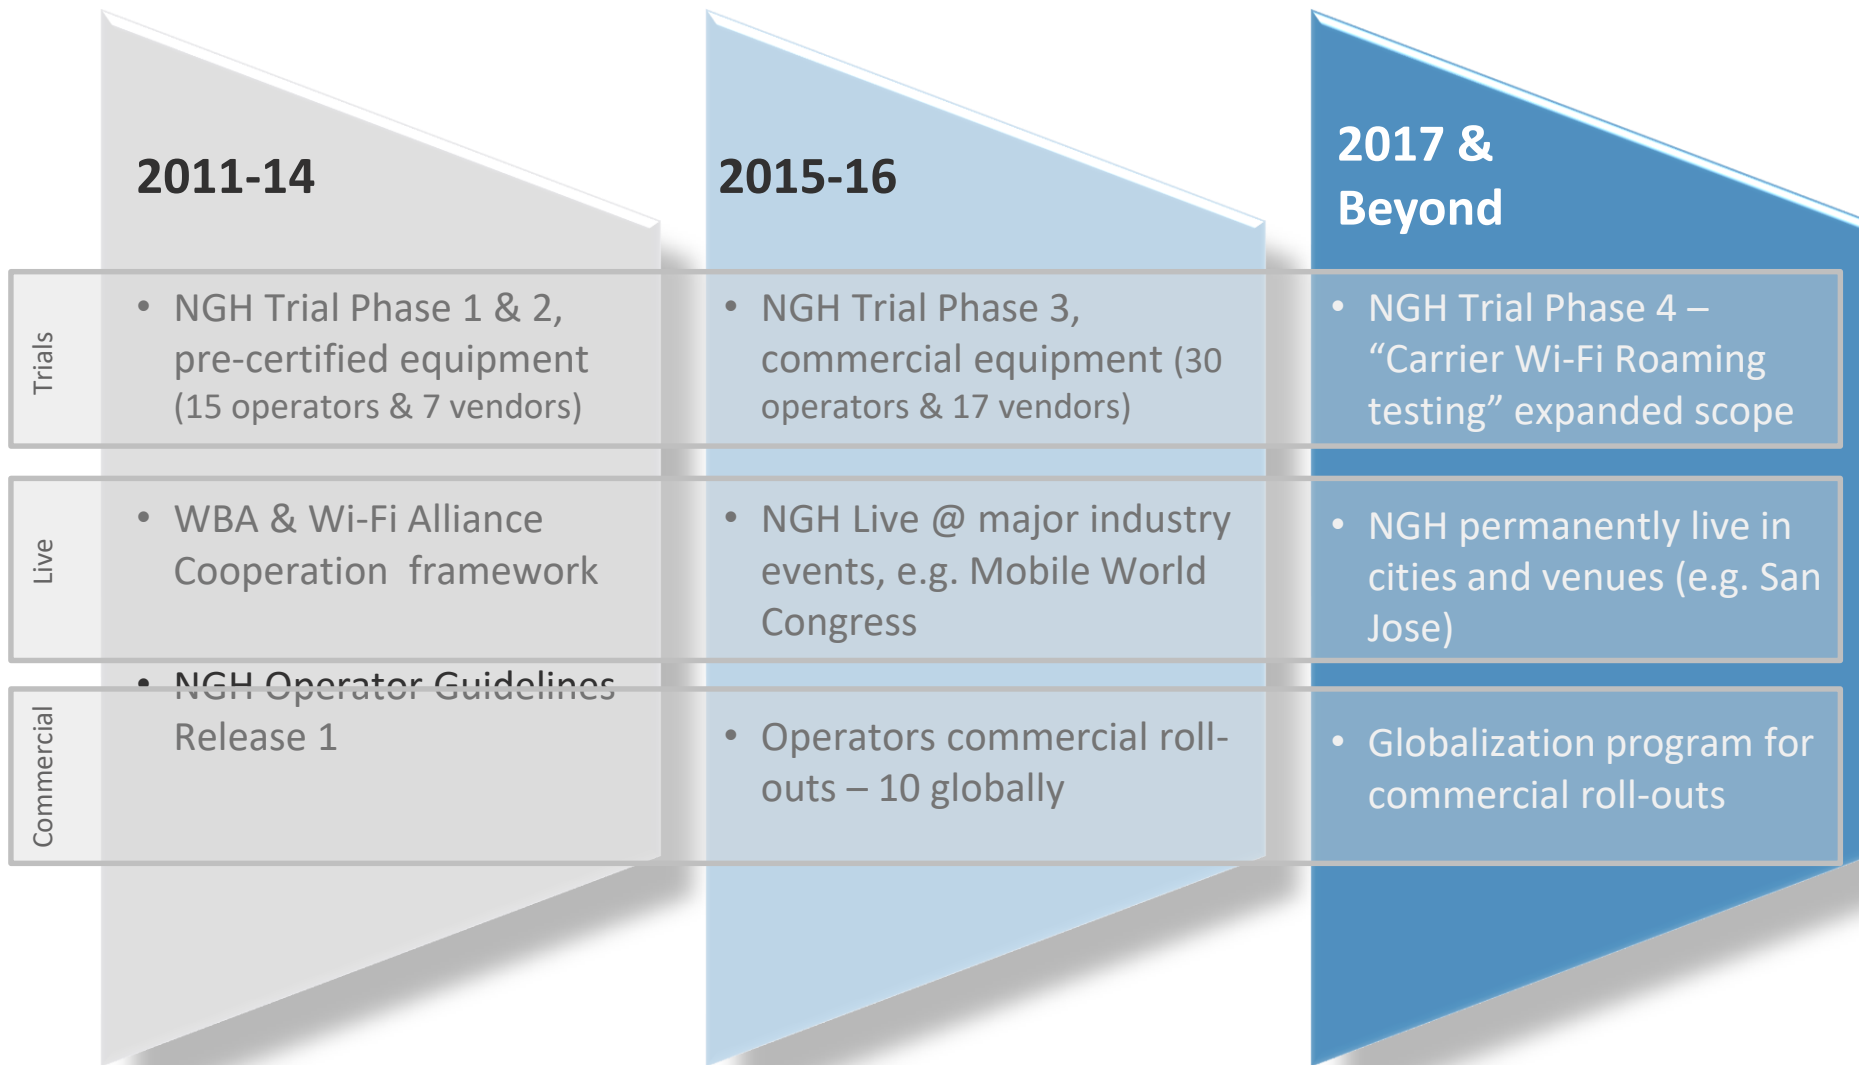 2011-14
2015-16
2017 &
Beyond
Trials
• NGH Trial Phase 1 & 2,
pre-certified equipment
(15 operators & 7 vendors)
• NGH Trial Phase 3,
commercial equipment (30
operators & 17 vendors)
• NGH Trial Phase 4 –
“Carrier Wi-Fi Roaming
testing” expanded scope
Live
• WBA & Wi-Fi Alliance
Cooperation framework
• NGH Live @ major industry
events, e.g. Mobile World
Congress
• NGH permanently live in
cities and venues (e.g. San
Jose)
Commercial
• NGH Operator Guidelines
Release 1
• Operators commercial roll-
outs – 10 globally
• Globalization program for
commercial roll-outs